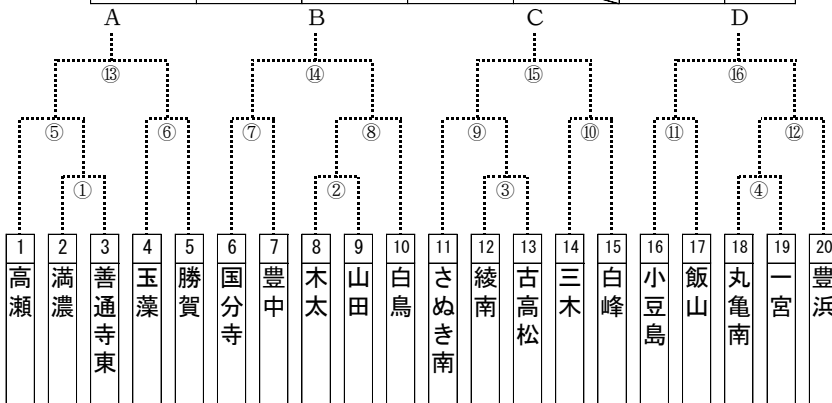 A B C D
⑬ ⑭ ⑮ ⑯
⑤ ⑥ ⑦ ⑧ ⑨ ⑩ ⑪ ⑫
① ② ③ ④
1 2 3 4 5 6 7 8 9 10 11 12 13 14 15 16 17 18 19 20
高瀬
満濃
善通寺東
玉藻
勝賀
国分寺
豊中
木太
山田
白鳥
さぬき南
綾南
古高松
三木
白峰
小豆島
飯山
丸亀南
一宮
豊浜